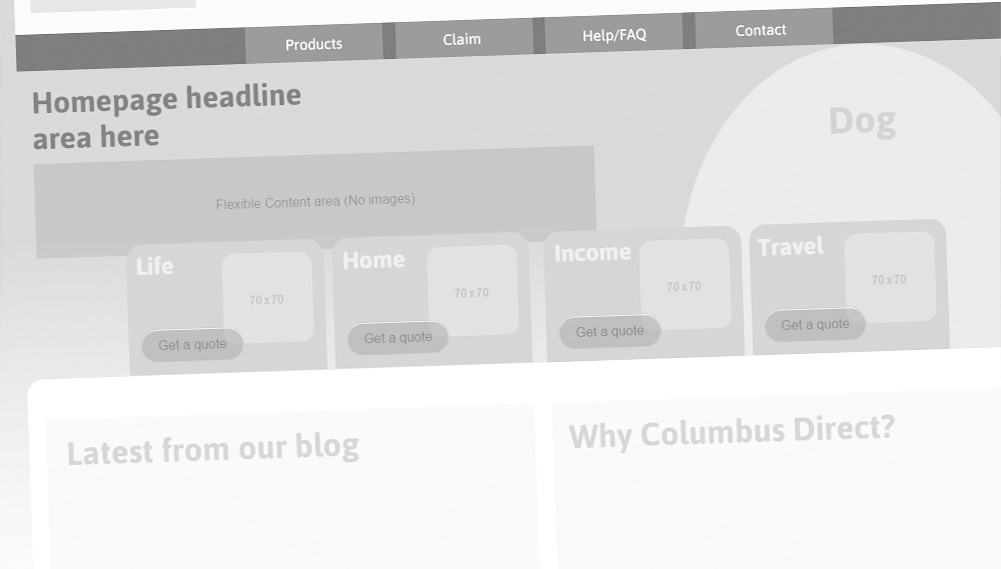 Products
Claim
Help/FAQ
Contact
Homepage headline
area here
Dog
Flexible Content area (No images)
Life
70 x 70
Get a quote
Home
70 x 70
Get a quote
Income
70 x 70
Get a quote
Travel
70 x 70
Get a quote
Latest from our blog
Why Columbus Direct?